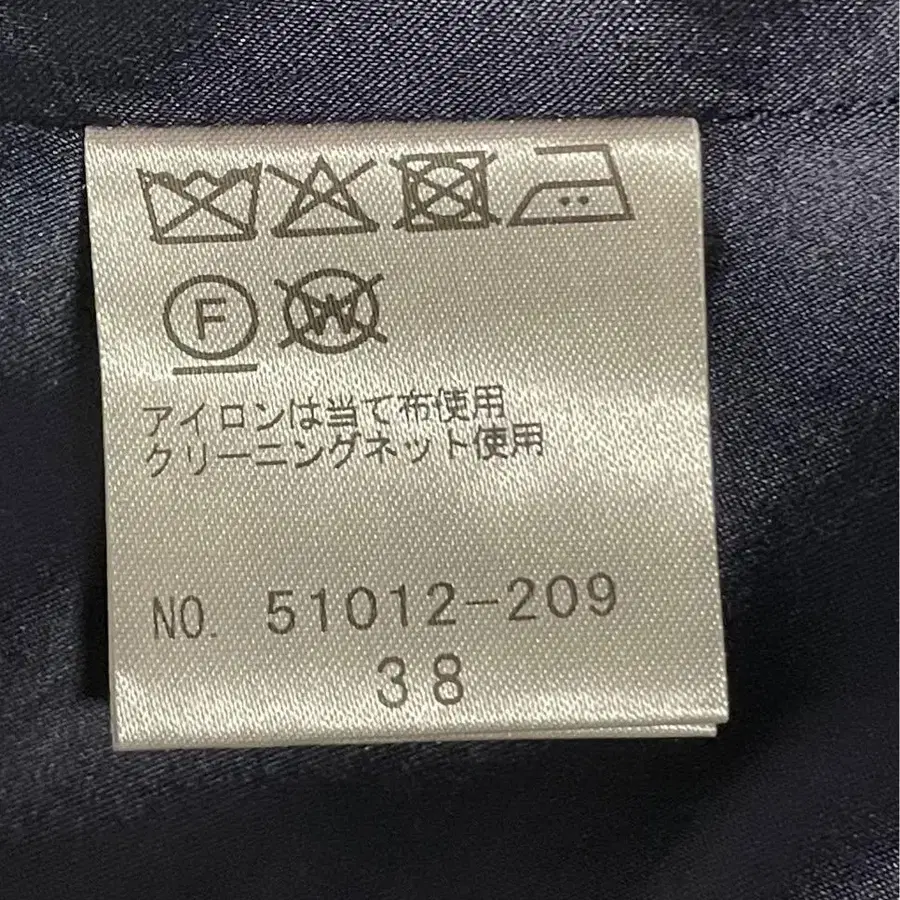 F W
アイロンは当て布使用
クリーニングネット使用
NO. 51012-209
38